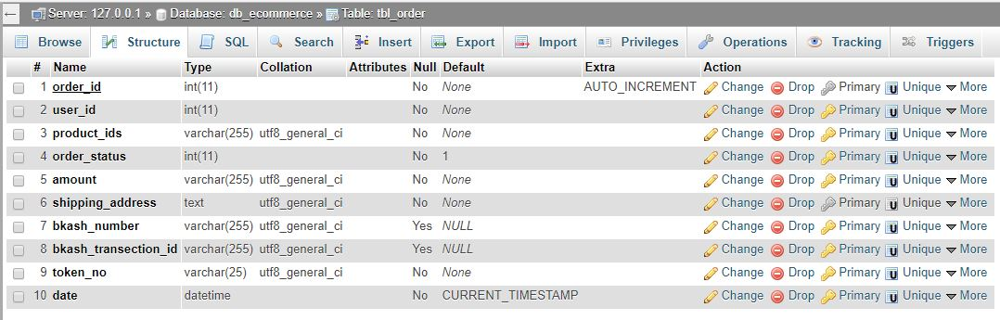 Server: 127.0.0.1 » Database: db_ecommerce » Table: tbl_order
Browse Structure SQL Search Insert Export Import Privileges Operations Tracking Triggers
# Name Type Collation Attributes Null Default Extra Action
1 order_id int(11) No None AUTO_INCREMENT Change Drop Primary Unique More
2 user_id int(11) No None Change Drop Primary Unique More
3 product_ids varchar(255) utf8_general_ci No None Change Drop Primary Unique More
4 order_status int(11) No 1 Change Drop Primary Unique More
5 amount varchar(255) utf8_general_ci No None Change Drop Primary Unique More
6 shipping_address text utf8_general_ci No None Change Drop Primary Unique More
7 bkash_number varchar(255) utf8_general_ci Yes NULL Change Drop Primary Unique More
8 bkash_transection_id varchar(255) utf8_general_ci Yes NULL Change Drop Primary Unique More
9 token_no varchar(25) utf8_general_ci No None Change Drop Primary Unique More
10 date datetime No CURRENT_TIMESTAMP Change Drop Primary Unique More